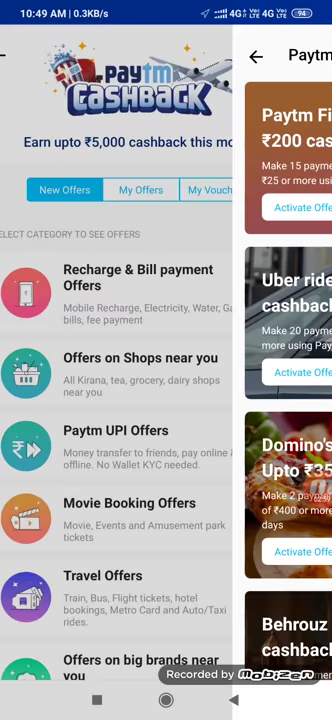 10:49 AM | 0.3KB/s
4G 4G 94
paytm
CASHBACK
Earn upto ₹5,000 cashback this mo
New Offers
My Offers
My Vouch
ELECT CATEGORY TO SEE OFFERS
Recharge & Bill payment
Offers
Mobile Recharge, Electricity, Water, Ga
bills, fee payment
Offers on Shops near you
All Kirana, tea, grocery, dairy shops
near you
Paytm UPI Offers
Money transfer to friends, pay online
offline. No Wallet KYC needed.
Movie Booking Offers
Movie, Events and Amusement park
tickets
Travel Offers
Train, Bus, Flight tickets, hotel
bookings, Metro Card and Auto/Taxi
rides.
Offers on big brands near
you
Paytm
Paytm Fi
₹200 cas
Make 15 payme
₹25 or more usi
Activate Offe
Uber ride
cashback
Make 20 payme
more using Pay
Activate Offe
Domino's
Upto ₹35
Make 2 paym
of ₹400 or mor
days
02:59
Activate Offe
Behrouz
cashback
Recorded by MOBIZEN